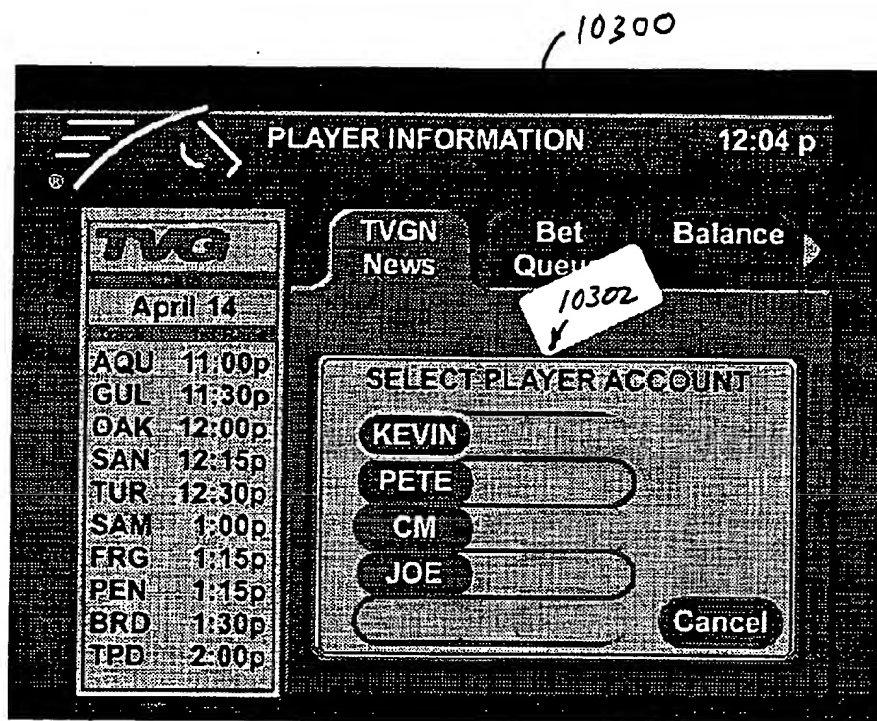 10300
PLAYER INFORMATION 12:04 p
®
TVG
April 14
AQU 11:00p
GUL 11:30p
OAK 12:00p
SAN 12:15p
TUR 12:30p
SAM 1:00p
FRG 1:15p
PEN 1:15p
BRD 1:30p
TPD 2:00p
TVGN
News
Bet
Balance
10302
SELECT PLAYER ACCOUNT
KEVIN
PETE
CM
JOE
Cancel